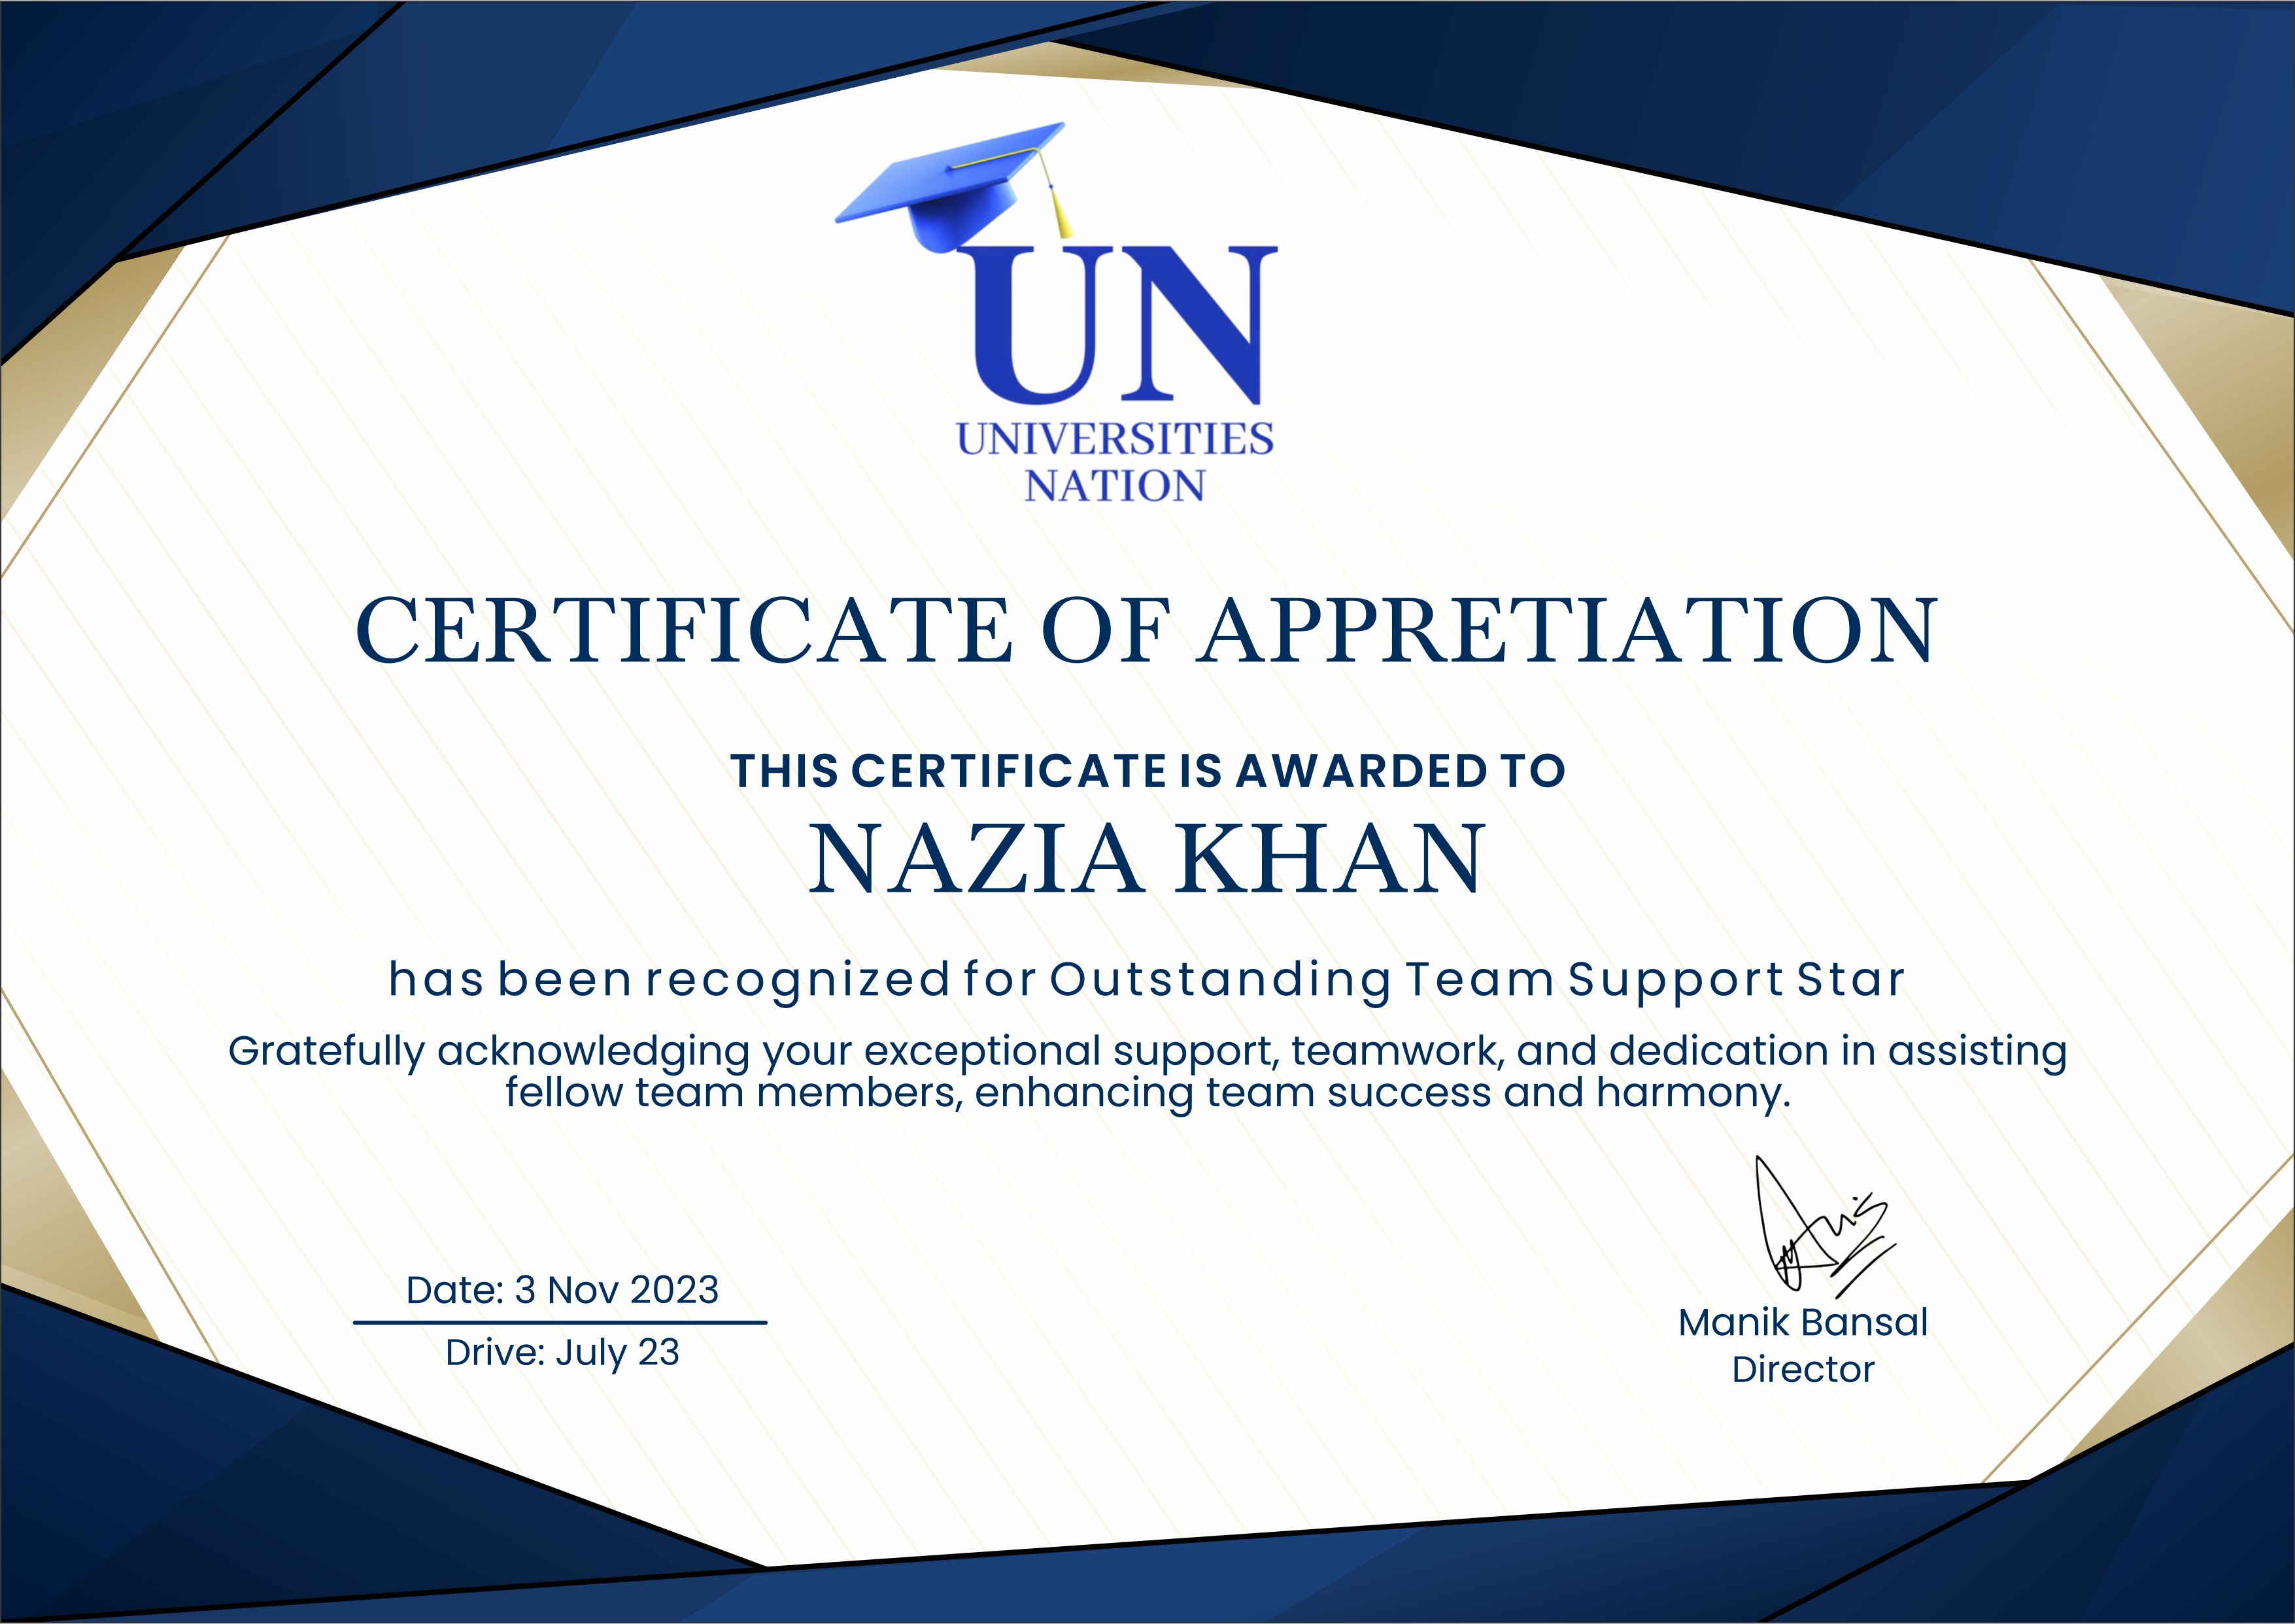 UN
UNIVERSITIES
NATION
CERTIFICATE OF APPRETIATION
THIS CERTIFICATE IS AWARDED TO
NAZIA KHAN
has been recognized for Outstanding Team Support Star
Gratefully acknowledging your exceptional support, teamwork, and dedication in assisting
fellow team members, enhancing team success and harmony.
Date: 3 Nov 2023
Drive: July 23
Manik Bansal
Director